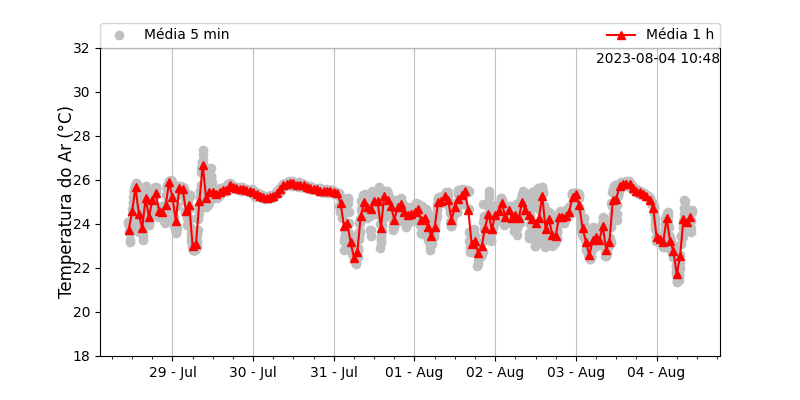 Média 5 min
Média 1 h
2023-08-04 10:48
Temperatura do Ar (°C)
32
30
28
26
24
22
20
18
29 - Jul
30 - Jul
31 - Jul
01 - Aug
02 - Aug
03 - Aug
04 - Aug